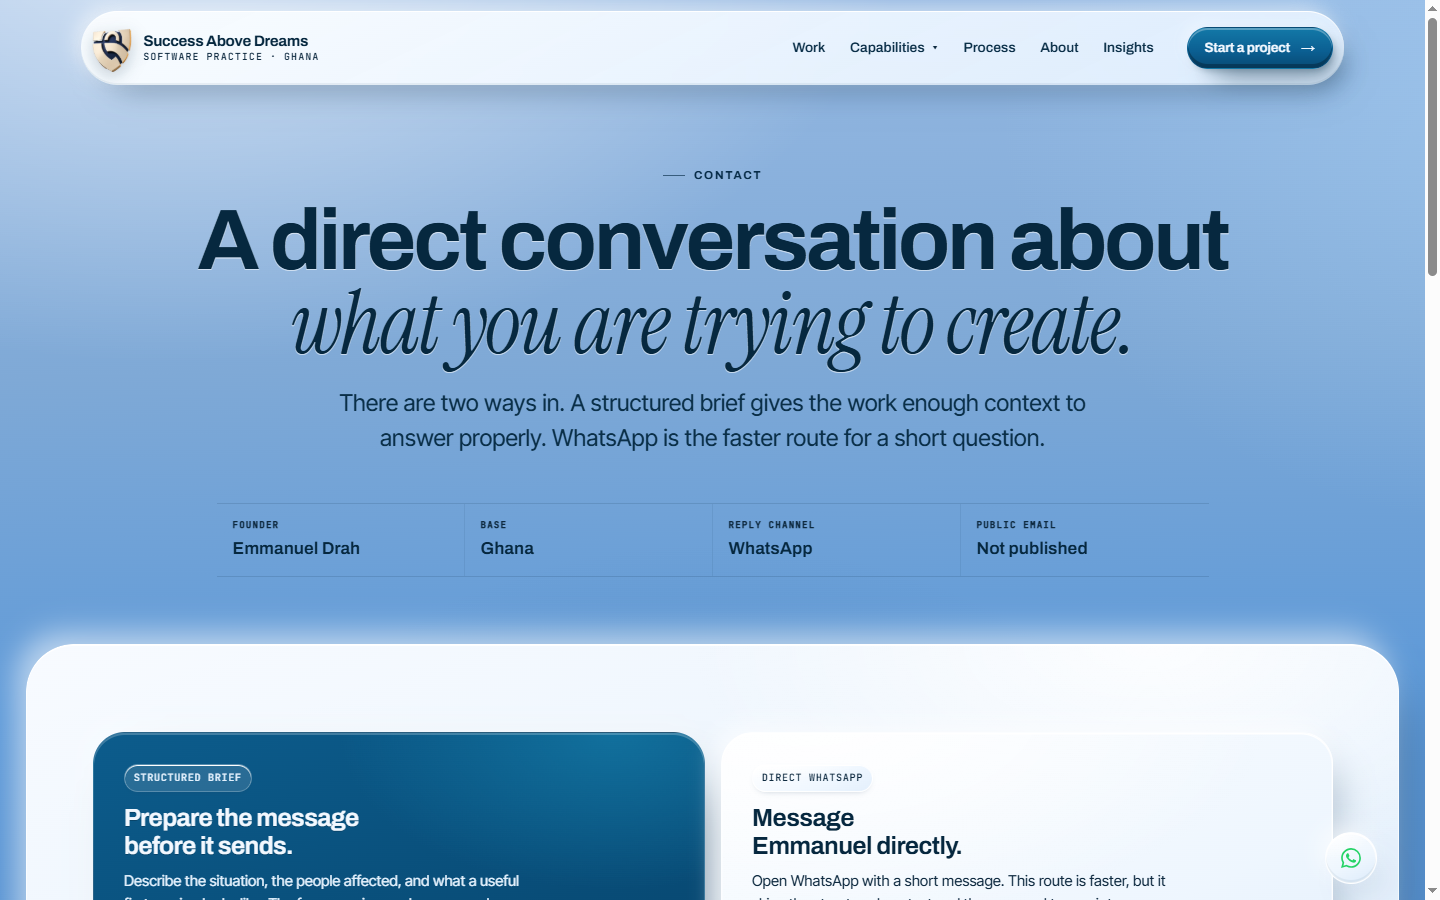 Success Above Dreams
SOFTWARE PRACTICE · GHANA
Work
Capabilities
Process
About
Insights
Start a project →
CONTACT
A direct conversation about
what you are trying to create.
There are two ways in. A structured brief gives the work enough context to
answer properly. WhatsApp is the faster route for a short question.
FOUNDER
Emmanuel Drah
BASE
Ghana
REPLY CHANNEL
WhatsApp
PUBLIC EMAIL
Not published
STRUCTURED BRIEF
Prepare the message
before it sends.
Describe the situation, the people affected, and what a useful
DIRECT WHATSAPP
Message
Emmanuel directly.
Open WhatsApp with a short message. This route is faster, but it